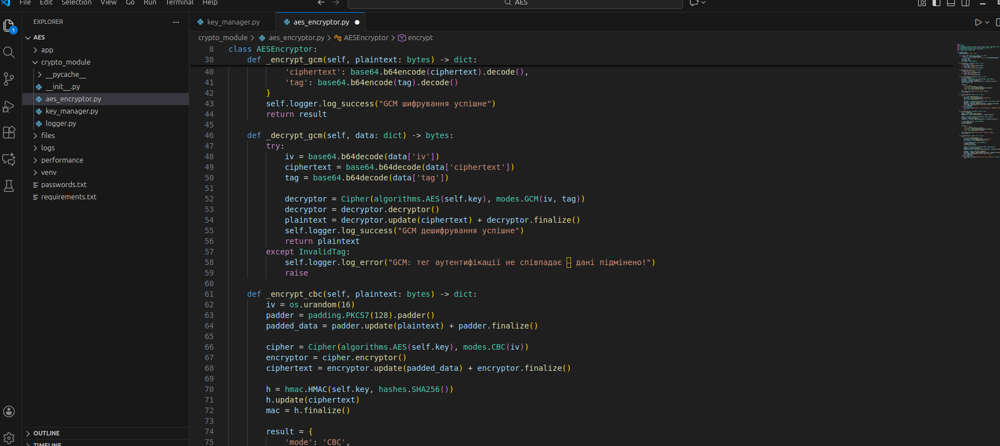 File Edit Selection View Go Run Terminal Help
AES
EXPLORER
AES
app
crypto_module
__pycache__
__init__.py
aes_encryptor.py
key_manager.py
logger.py
files
logs
performance
venv
passwords.txt
requirements.txt
OUTLINE
TIMELINE
1
key_manager.py aes_encryptor.py
crypto_module > aes_encryptor.py > AESEncryptor > encrypt
8 class AESEncryptor:
30 def _encrypt_gcm(self, plaintext: bytes) -> dict:
40 'ciphertext': base64.b64encode(ciphertext).decode(),
41 'tag': base64.b64encode(tag).decode()
42 }
43 self.logger.log_success("GCM шифрування успішне")
44 return result
45
46 def _decrypt_gcm(self, data: dict) -> bytes:
47 try:
48 iv = base64.b64decode(data['iv'])
49 ciphertext = base64.b64decode(data['ciphertext'])
50 tag = base64.b64decode(data['tag'])
51
52 decryptor = Cipher(algorithms.AES(self.key), modes.GCM(iv, tag))
53 decryptor = decryptor.decryptor()
54 plaintext = decryptor.update(ciphertext) + decryptor.finalize()
55 self.logger.log_success("GCM дешифрування успішне")
56 return plaintext
57 except InvalidTag:
58 self.logger.log_error("GCM: тег аутентифікації не співпадає – дані підмінено!")
59 raise
60
61 def _encrypt_cbc(self, plaintext: bytes) -> dict:
62 iv = os.urandom(16)
63 padder = padding.PKCS7(128).padder()
64 padded_data = padder.update(plaintext) + padder.finalize()
65
66 cipher = Cipher(algorithms.AES(self.key), modes.CBC(iv))
67 encryptor = cipher.encryptor()
68 ciphertext = encryptor.update(padded_data) + encryptor.finalize()
69
70 h = hmac.HMAC(self.key, hashes.SHA256())
71 h.update(ciphertext)
72 mac = h.finalize()
73
74 result = {
75 'mode': 'CBC',